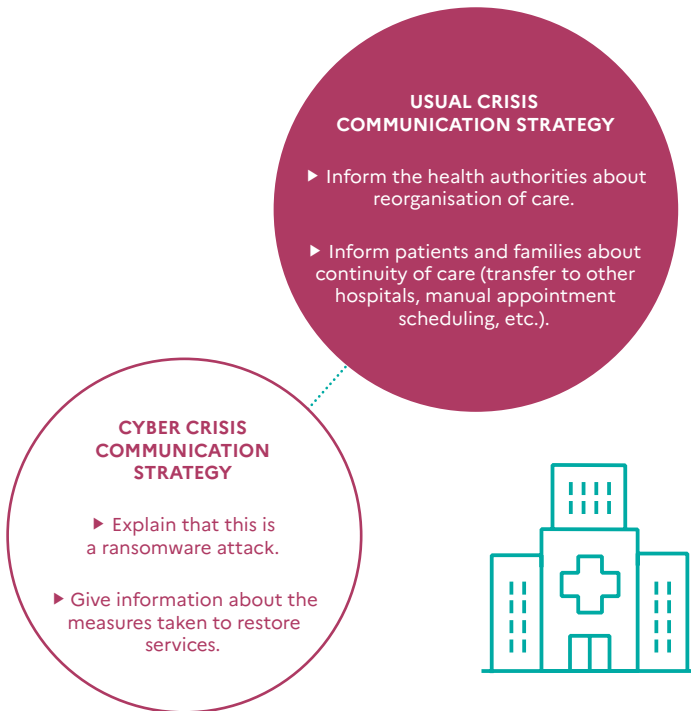 USUAL CRISIS
COMMUNICATION STRATEGY
▶ Inform the health authorities about
reorganisation of care.
▶ Inform patients and families about
continuity of care (transfer to other
hospitals, manual appointment
scheduling, etc.).
CYBER CRISIS
COMMUNICATION
STRATEGY
▶ Explain that this is
a ransomware attack.
▶ Give information about the
measures taken to restore
services.